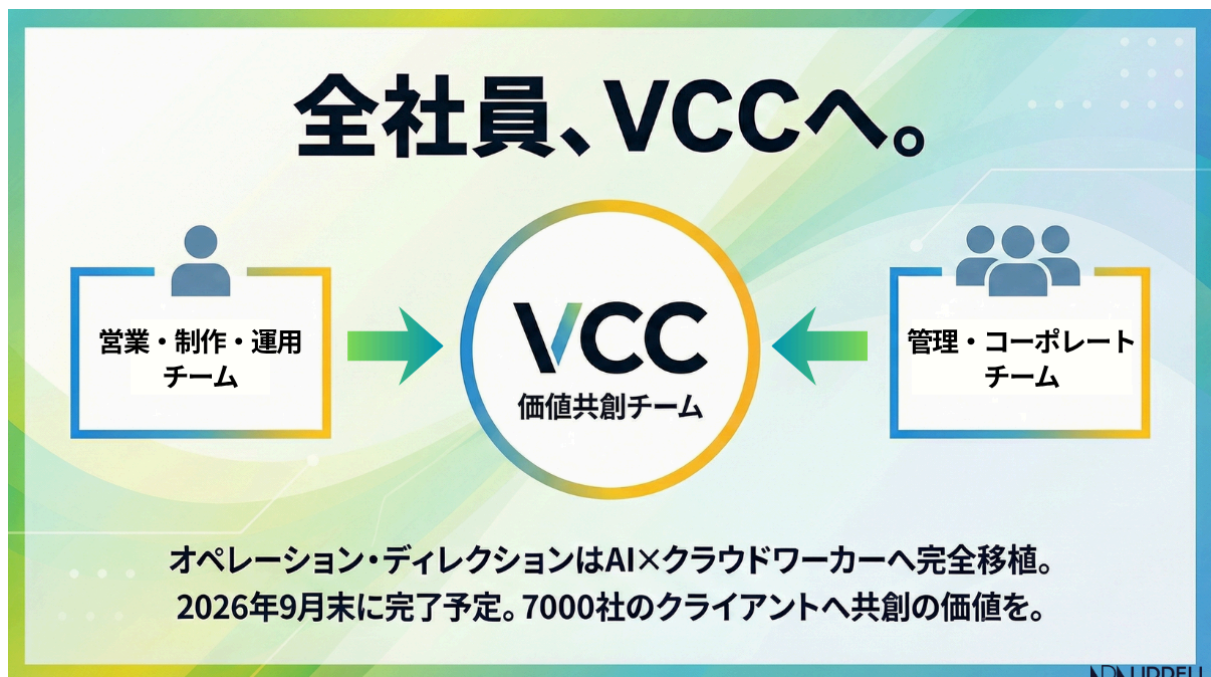 全社員、VCCへ。
営業・制作・運用
チーム
VCC
価値共創チーム
管理・コーポレート
チーム
オペレーション・ディレクションはAI×クラウドワーカーへ完全移植。
2026年9月末に完了予定。7000社のクライアントへ共創の価値を。